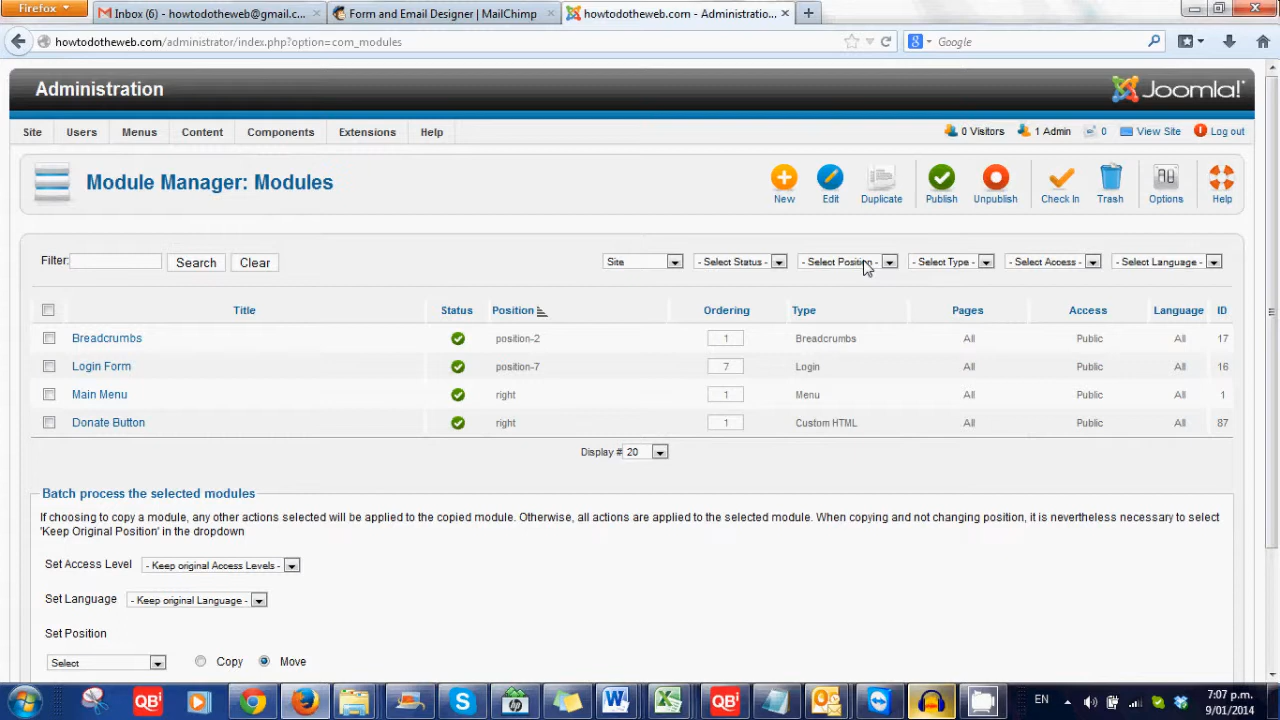 Firefox
Inbox (6) - howtodotheweb@gmail.c...
Form and Email Designer | MailChimp
howtodotheweb.com - Administratio...
howtodotheweb.com/administrator/index.php?option=com_modules
Google
Administration
Joomla!
Site Users Menus Content Components Extensions Help
0 Visitors 1 Admin 0 View Site Log out
Module Manager: Modules
New Edit Duplicate Publish Unpublish Check In Trash Options Help
Filter: Search Clear
Site - Select Status - - Select Position - - Select Type - - Select Access - - Select Language -
Title Status Position Ordering Type Pages Access Language ID
Breadcrumbs position-2 1 Breadcrumbs All Public All 17
Login Form position-7 7 Login All Public All 16
Main Menu right 1 Menu All Public All 1
Donate Button right 1 Custom HTML All Public All 87
Display # 20
Batch process the selected modules
If choosing to copy a module, any other actions selected will be applied to the copied module. Otherwise, all actions are applied to the selected module. When copying and not changing position, it is nevertheless necessary to select
'Keep Original Position' in the dropdown
Set Access Level - Keep original Access Levels -
Set Language - Keep original Language -
Set Position
Select Copy Move
EN
7:07 p.m.
9/01/2014